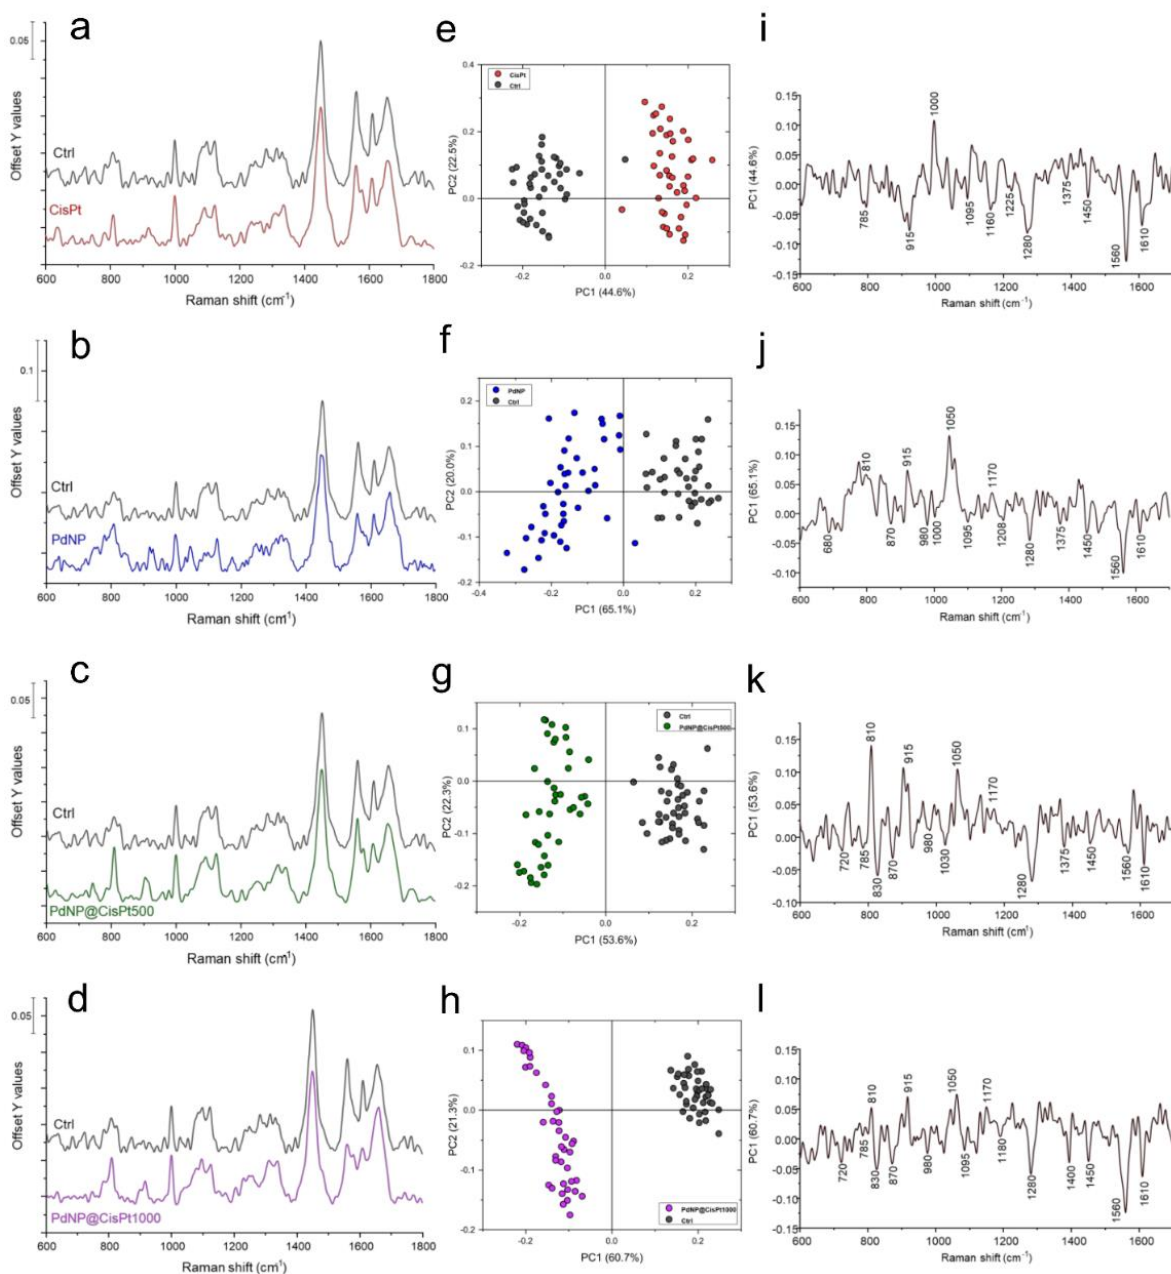 a
0.05
Offset Y values
Ctrl
CisPt
600 800 1000 1200 1400 1600 1800
Raman shift (cm-1)
e
CisPt
Ctrl
0.4
0.2
0.0
-0.2
PC2 (22.5%)
-0.2 0.0 0.2
PC1 (44.6%)
i
0.15
0.10
0.05
0.00
-0.05
-0.10
-0.15
PC1 (44.6%)
1000
785
915
1095
1160
1225
1280
1375
1450
1560
1610
600 800 1000 1200 1400 1600
Raman shift (cm-1
b
0.1
Offset Y values
Ctrl
PdNP
600 800 1000 1200 1400 1600 1800
Raman shift (cm-1)
f
PdNP
Ctrl
0.2
0.1
0.0
-0.1
-0.2
PC2 (20.0%)
-0.4 -0.2 0.0 0.2
PC1 (65.1%)
j
0.15
0.10
0.05
0.00
-0.05
-0.10
PC1 (65.1%)
680
810
870
915
980
1000
1050
1095
1170
1208
1280
1375
1450
1560
1610
600 800 1000 1200 1400 1600
Raman shift (cm-1)
c
0.05
Offset Y values
Ctrl
PdNP@CisPt500
600 800 1000 1200 1400 1600 1800
Raman shift (cm-1)
g
Ctrl
PdNP@CisPt500
0.1
0.0
-0.1
-0.2
PC2 (22.3%)
-0.2 0.0 0.2
PC1 (53.6%)
k
0.15
0.10
0.05
0.00
-0.05
-0.10
PC1 (53.6%)
720
785
810
830
870
915
980
1030
1050
1170
1280
1375
1450
1560
1610
600 800 1000 1200 1400 1600
Raman shift (cm1)
d
0.05
Offset Y values
Ctrl
PdNP@CisPt1000
600 800 1000 1200 1400 1600 1800
Raman shift (cm-1)
h
PdNP@CisPt1000
Ctrl
0.1
0.0
-0.1
-0.2
PC2 (21.3%)
-0.2 0.0 0.2
PC1 (60.7%)
l
0.15
0.10
0.05
0.00
-0.05
-0.10
-0.15
PC1 (60.7%)
720
785
810
830
870
915
980
1050
1095
1170
1180
1280
1400
1450
1560
1610
600 800 1000 1200 1400 1600
Raman shift (cm-1)